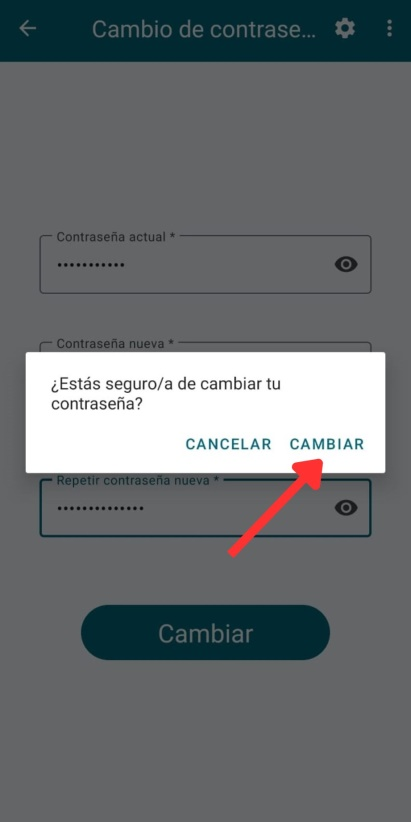 Cambio de contrase...
Contraseña actual *
•••••••••••
Contraseña nueva *
¿Estás seguro/a de cambiar tu
contraseña?
CANCELAR CAMBIAR
Repetir contraseña nueva *
••••••••••••••
Cambiar